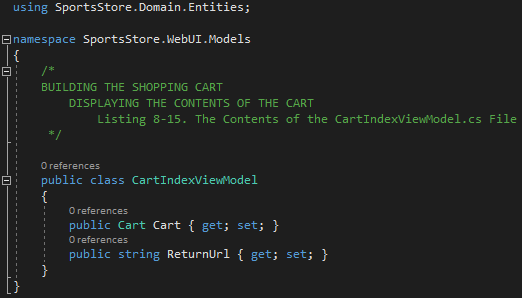 using SportsStore.Domain.Entities;
namespace SportsStore.WebUI.Models
{
/*
BUILDING THE SHOPPING CART
DISPLAYING THE CONTENTS OF THE CART
Listing 8-15. The Contents of the CartIndexViewModel.cs File
*/
0 references
public class CartIndexViewModel
{
0 references
public Cart Cart { get; set; }
0 references
public string ReturnUrl { get; set; }
}
}